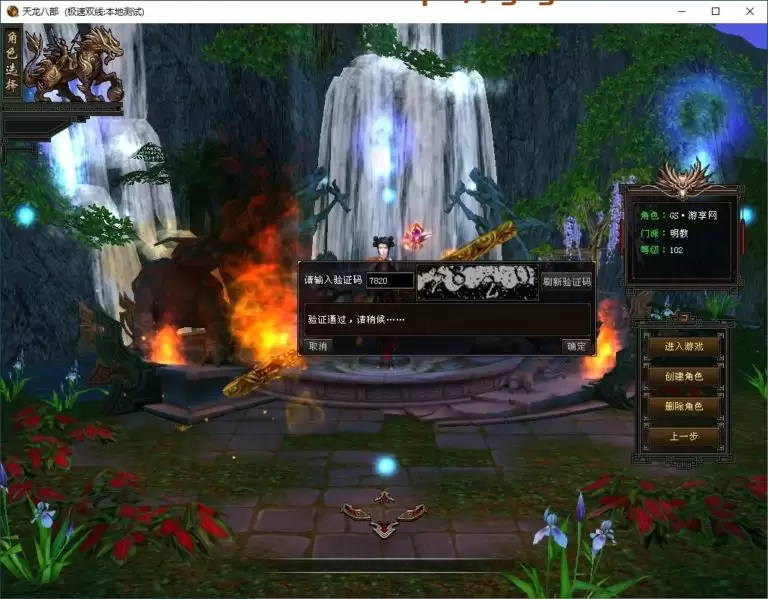 天龙八部 (极速双线:本地测试)
角色选择
角色：GS·游享网
门派：明教
等级：102
请输入验证码 7820
刷新验证码
验证通过，请稍候……
取消
确定
进入游戏
创建角色
删除角色
上一步